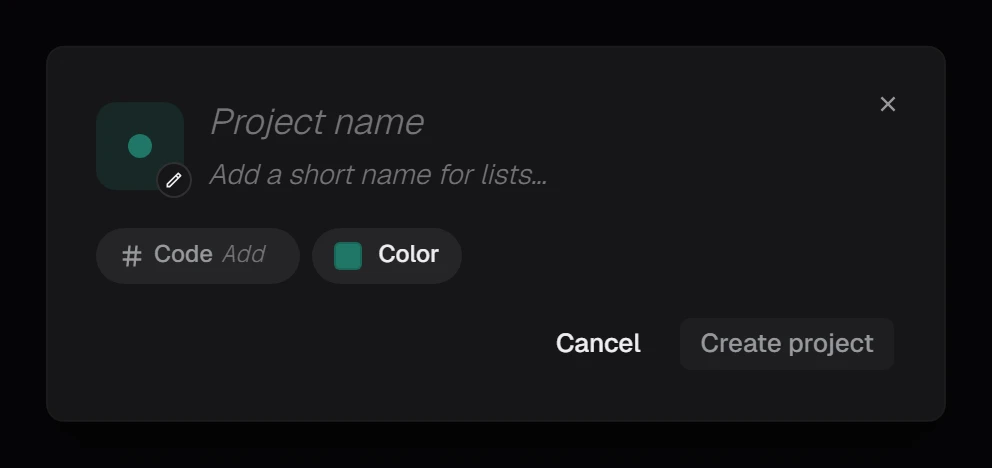 Project name
Add a short name for lists...
# Code Add
Color
Cancel
Create project